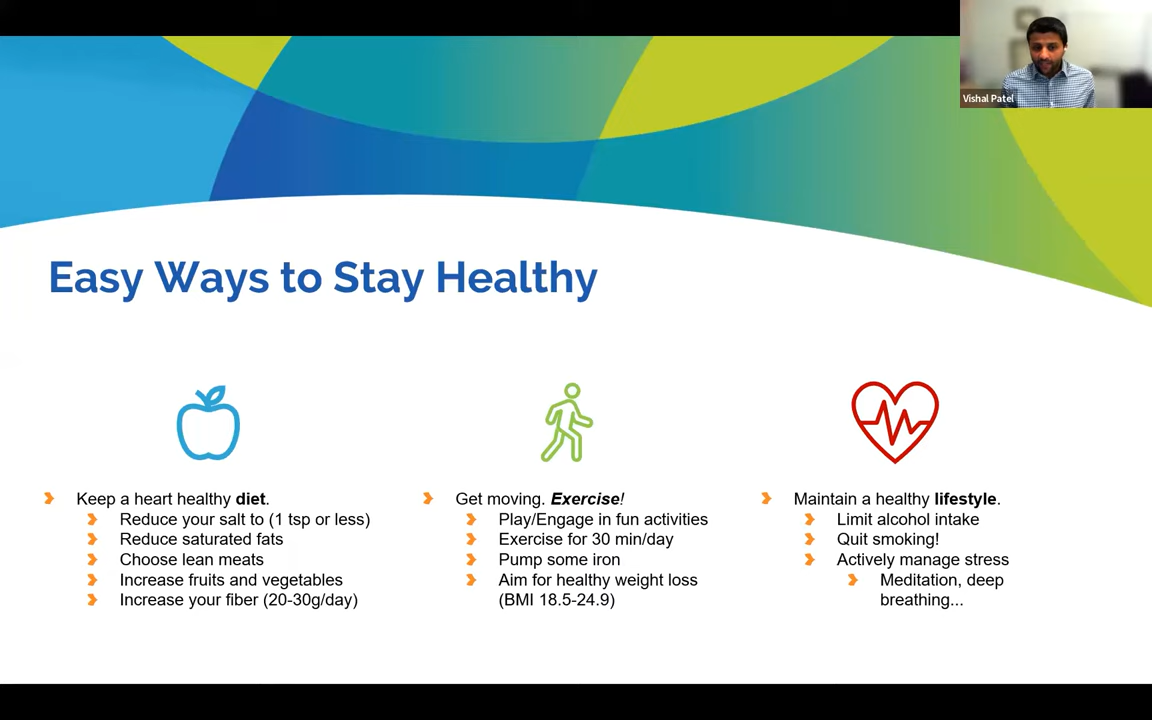 Vishal Patel
Easy Ways to Stay Healthy
Keep a heart healthy diet.
Reduce your salt to (1 tsp or less)
Reduce saturated fats
Choose lean meats
Increase fruits and vegetables
Increase your fiber (20-30g/day)
Get moving. Exercise!
Play/Engage in fun activities
Exercise for 30 min/day
Pump some iron
Aim for healthy weight loss
(BMI 18.5-24.9)
Maintain a healthy lifestyle.
Limit alcohol intake
Quit smoking!
Actively manage stress
Meditation, deep
breathing...